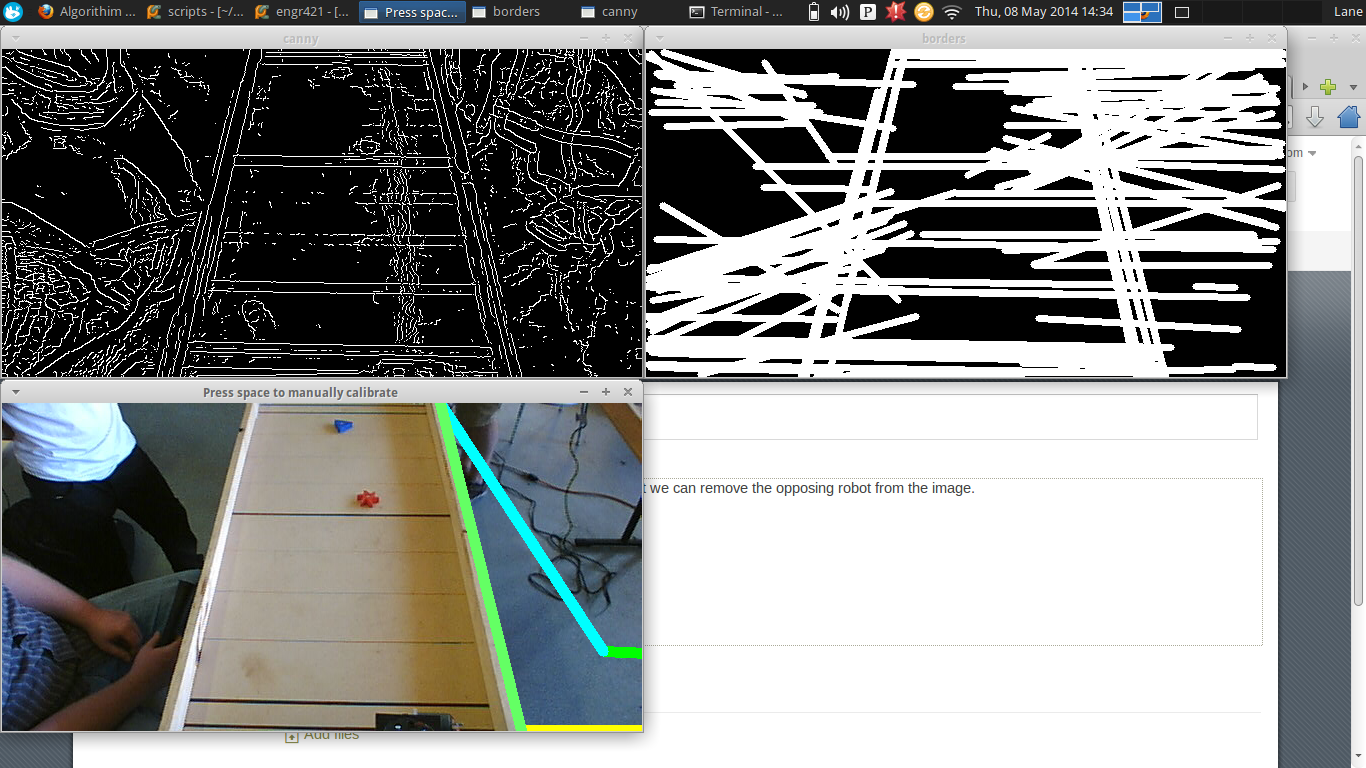 Algorithim ...
scripts - [~/...
engr421 - [...
Press spac...
borders
canny
Terminal - ...
P
Thu, 08 May 2014 14:34
Lane
canny
borders
om
Press space to manually calibrate
we can remove the opposing robot from the image.
Add files